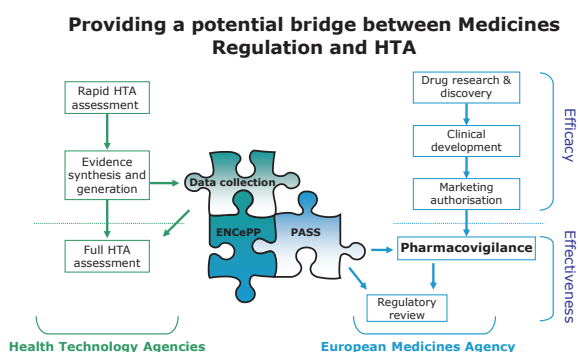 Providing a potential bridge between Medicines
Regulation and HTA
Rapid HTA
assessment
Evidence
synthesis and
generation
Full HTA
assessment
Data collection
ENCePP
PASS
Drug research &
discovery
Clinical
development
Marketing
authorisation
Pharmacovigilance
Regulatory
review
Efficacy
Effectiveness
Health Technology Agencies
European Medicines Agency